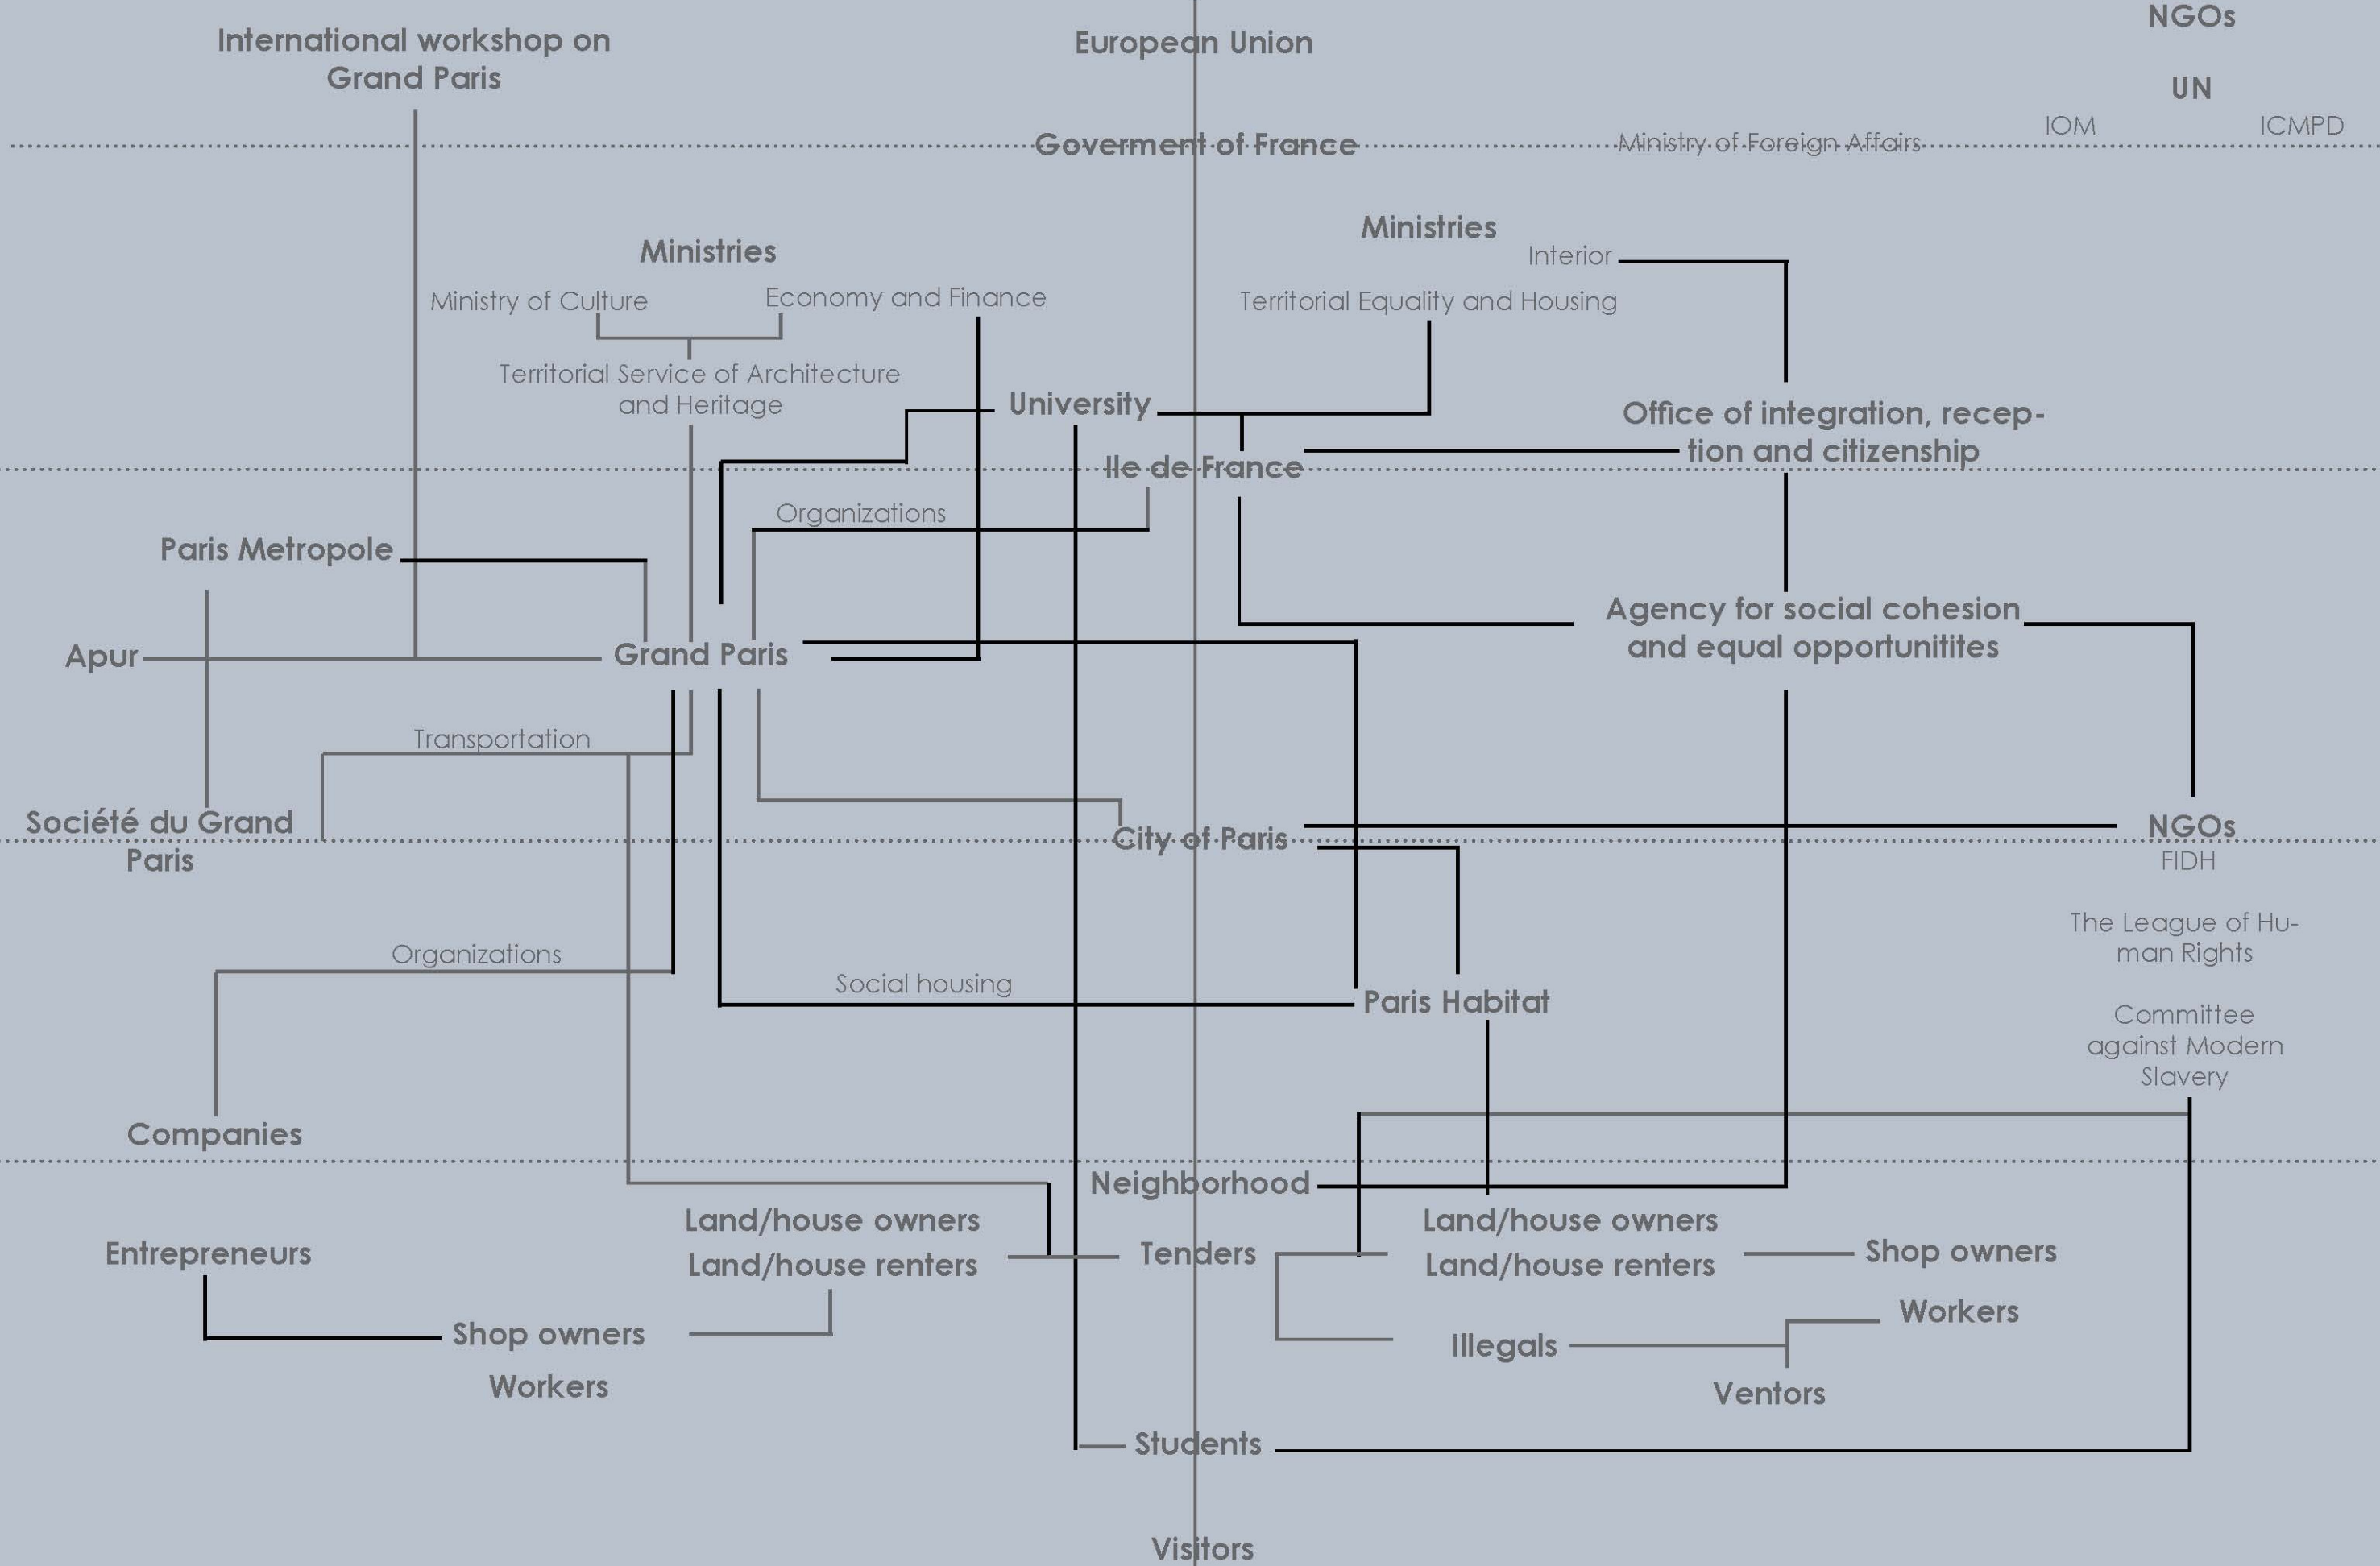 NGOs
International workshop on
Grand Paris
European Union
UN
IOM
ICMPD
Goverment of France
Ministry of Foreign Affairs
Ministries
Ministries
Interior
Ministry of Culture
Economy and Finance
Territorial Equality and Housing
Territorial Service of Architecture
and Heritage
University
Office of integration, recep-
tion and citizenship
Ile de France
Organizations
Paris Metropole
Agency for social cohesion
and equal opportunitites
Apur
Grand Paris
Transportation
Société du Grand
Paris
City of Paris
NGOs
FIDH
The League of Hu-
man Rights
Organizations
Social housing
Paris Habitat
Committee
against Modern
Slavery
Companies
Neighborhood
Land/house owners
Land/house renters
Land/house owners
Land/house renters
Entrepreneurs
Tenders
Shop owners
Shop owners
Workers
Workers
Illegals
Ventors
Students
Visitors